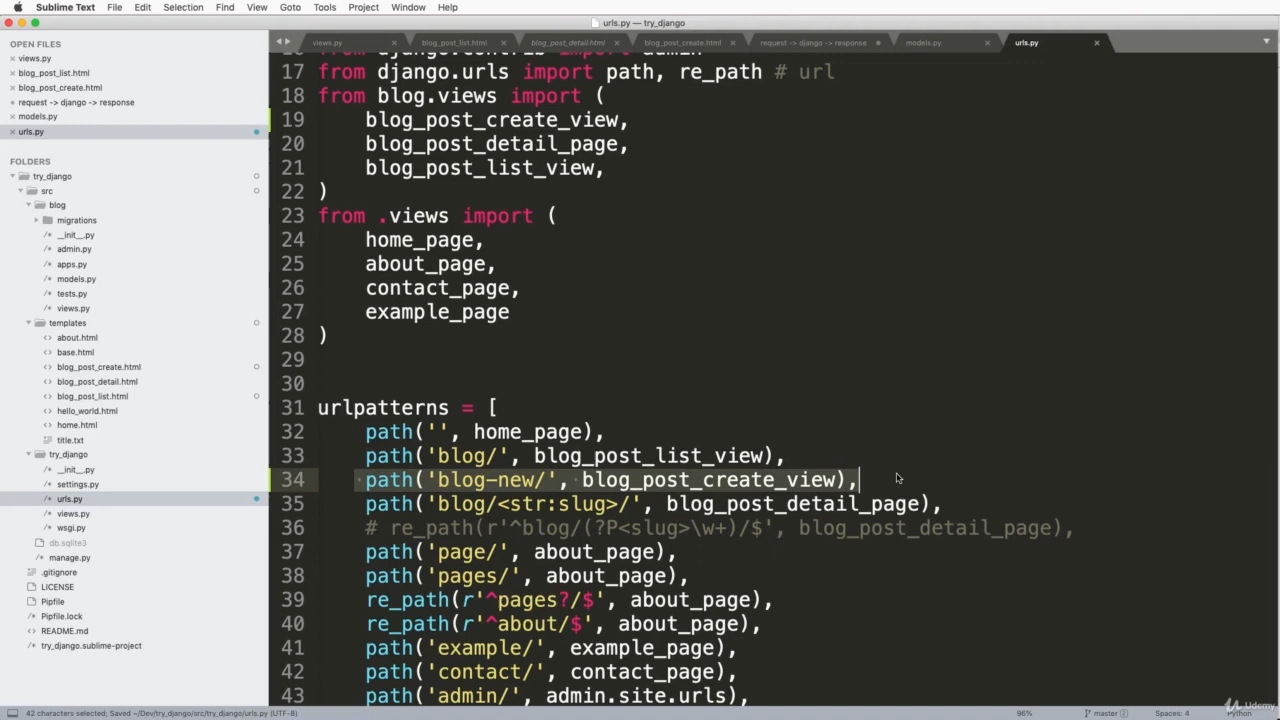 Sublime Text File Edit Selection Find View Goto Tools Project Window Help
urls.py — try_django
OPEN FILES
views.py
blog_post_list.html
blog_post_create.html
request -> django -> response
models.py
urls.py
FOLDERS
try_django
src
blog
migrations
__init__.py
admin.py
apps.py
models.py
tests.py
views.py
templates
about.html
base.html
blog_post_create.html
blog_post_detail.html
blog_post_list.html
hello_world.html
home.html
title.txt
try_django
__init__.py
settings.py
urls.py
views.py
wsgi.py
db.sqlite3
manage.py
.gitignore
LICENSE
Pipfile
Pipfile.lock
README.md
try_django.sublime-project
views.py blog_post_list.html blog_post_detail.html blog_post_create.html request -> django -> response models.py urls.py
16 from django.contrib import admin
17 from django.urls import path, re_path # url
18 from blog.views import (
19 blog_post_create_view,
20 blog_post_detail_page,
21 blog_post_list_view,
22 )
23 from .views import (
24 home_page,
25 about_page,
26 contact_page,
27 example_page
28 )
29
30
31 urlpatterns = [
32 path('', home_page),
33 path('blog/', blog_post_list_view),
34 path('blog-new/', blog_post_create_view),
35 path('blog/<str:slug>/', blog_post_detail_page),
36 # re_path(r'^blog/(?P<slug>\w+)/$', blog_post_detail_page),
37 path('page/', about_page),
38 path('pages/', about_page),
39 re_path(r'^pages?/$', about_page),
40 re_path(r'^about/$', about_page),
41 path('example/', example_page),
42 path('contact/', contact_page),
43 path('admin/', admin.site.urls),
42 characters selected; Saved ~/Dev/try_django/src/try_django/urls.py (UTF-8) 96% master Spaces: 4 Python
Udemy